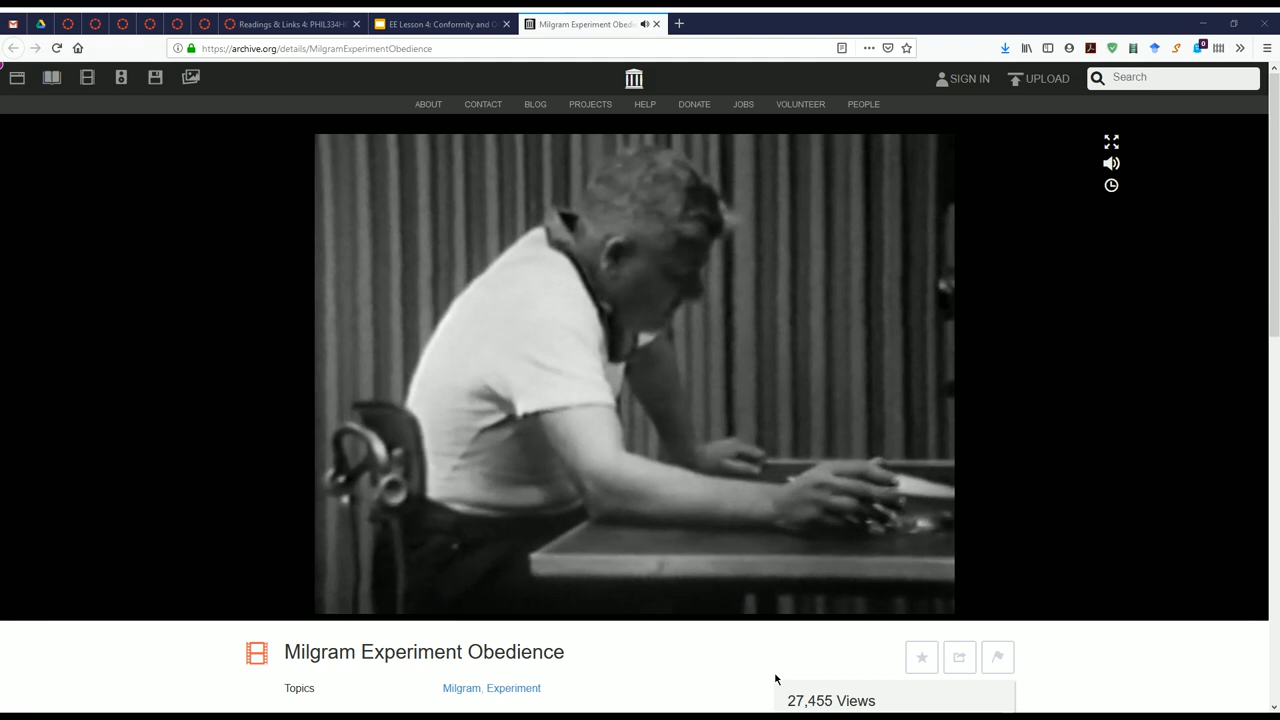 Readings & Links 4: PHIL334H
EE Lesson 4: Conformity and O
Milgram Experiment Obedie
https://archive.org/details/MilgramExperimentObedience
0
SIGN IN
UPLOAD
Search
ABOUT CONTACT BLOG PROJECTS HELP DONATE JOBS VOLUNTEER PEOPLE
Milgram Experiment Obedience
Topics
Milgram, Experiment
27,455 Views